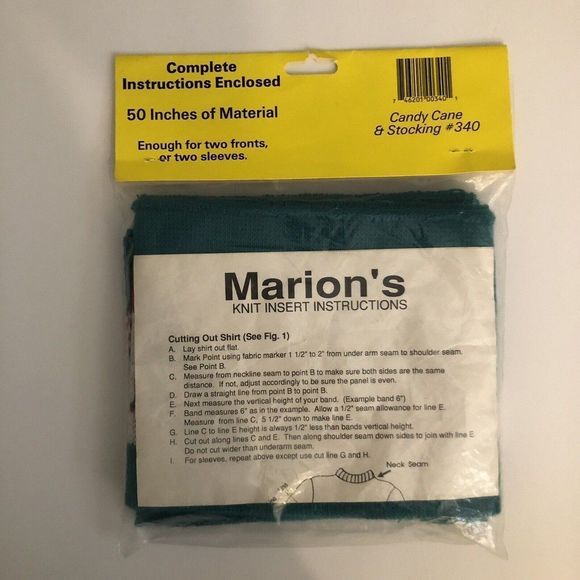 Complete
Instructions Enclosed
50 Inches of Material
Enough for two fronts,
or two sleeves.
7 46201 00340 1
Candy Cane
& Stocking #340
Marion's
KNIT INSERT INSTRUCTIONS
Cutting Out Shirt (See Fig. 1)
A. Lay shirt out flat.
B. Mark Point using fabric marker 1 1/2" to 2" from under arm seam to shoulder seam.
See Point B.
C. Measure from neckline seam to point B to make sure both sides are the same
distance. If not, adjust accordingly to be sure the panel is even.
D. Draw a straight line from point B to point B.
E. Next measure the vertical height of your band. (Example band 6")
F. Band measures 6" as in the example. Allow a 1/2" seam allowance for line E.
Measure from line C, 5 1/2" down to make line E.
G. Line C to line E height is always 1/2" less than bands vertical height.
H. Cut out along lines C and E. Then along shoulder seam down sides to join with line E.
Do not cut wider than underarm seam.
I. For sleeves, repeat above except use cut line G and H.
Neck Seam